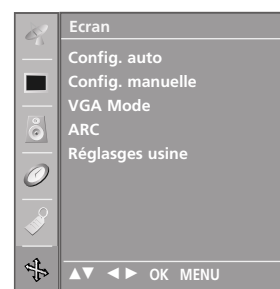 Ecran
Config. auto
Config. manuelle
VGA Mode
ARC
Réglasges usine
▲▼ ◄► OK MENU